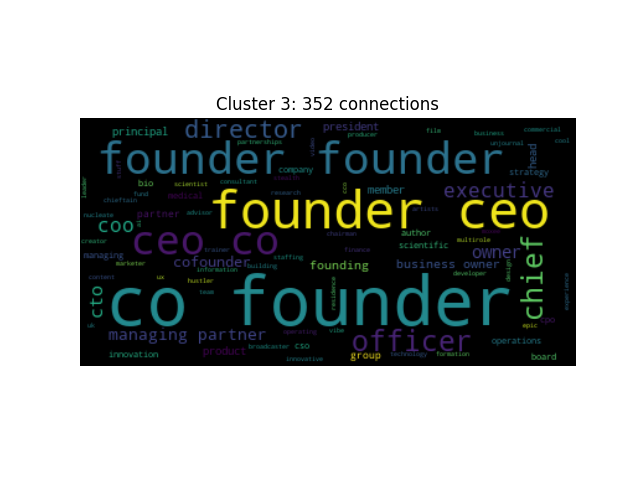 Cluster 3: 352 connections
principal
director
president
producer
file
business
commercial
partnerships
video
unjournal
cool
founder founder
head
stuff
company
strategy
leader
bio
scientist
consultant
stealth
fund
medical
research
coo
member
executive
chieftain
founder ceo
nucleate
partner
advisor
artists
coo
ai
creator
ceo co
chairman
scientific
author
multirole
owner
chief
managing
trainer
finance
cofounder
staffing
marketer
information
building
founding
business owner
design
content
ux
hustler
residence
developer
experience
cto
co founder
team
uk
operating
vibe
epic
cpo
managing partner
officer
operations
innovation
product
broadcaster
cso
innovative
group
technology
formation
board